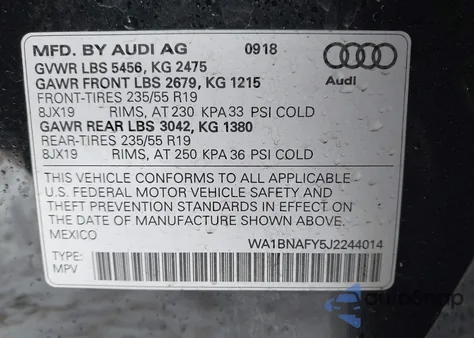 MFD. BY AUDI AG 0918
GVWR LBS 5456, KG 2475
GAWR FRONT LBS 2679, KG 1215
FRONT-TIRES 235/55 R19
8JX19 RIMS, AT 230 KPA33 PSI COLD
GAWR REAR LBS 3042, KG 1380
REAR-TIRES 235/55 R19
8JX19 RIMS, AT 250 KPA 36 PSI COLD
Audi
THIS VEHICLE CONFORMS TO ALL APPLICABLE
U.S. FEDERAL MOTOR VEHICLE SAFETY AND
THEFT PREVENTION STANDARDS IN EFFECT ON
THE DATE OF MANUFACTURE SHOWN ABOVE.
MEXICO
WA1BNAFY5J2244014
TYPE:
MPV
AutoSnap